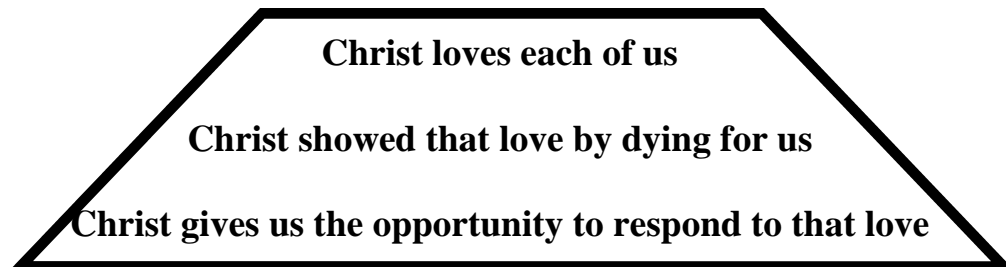 Christ loves each of us
Christ showed that love by dying for us
Christ gives us the opportunity to respond to that love